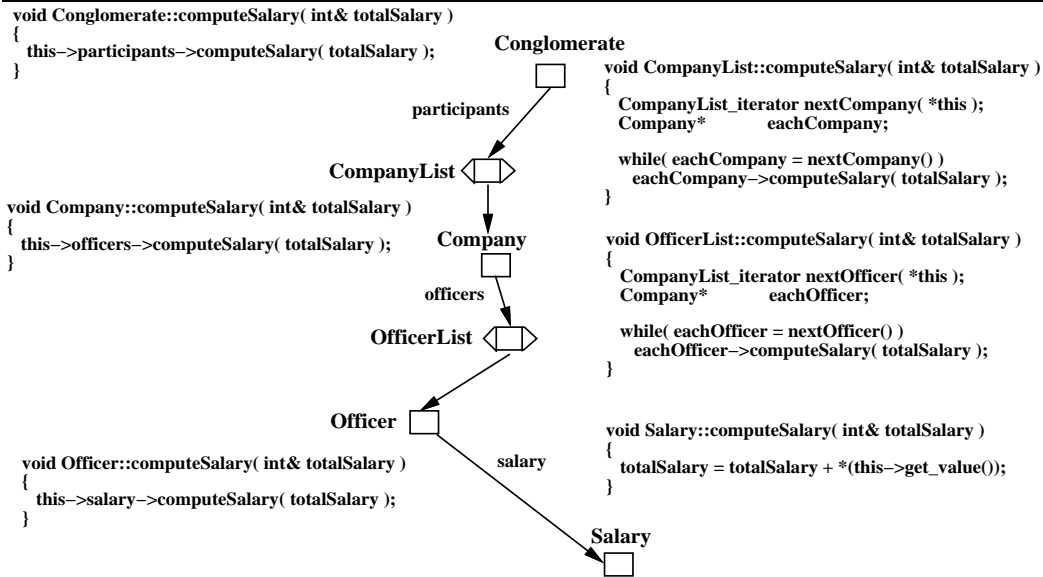 void Conglomerate::computeSalary( int& totalSalary )
{
this−>participants−>computeSalary( totalSalary );
}
Conglomerate
participants
void CompanyList::computeSalary( int& totalSalary )
{
CompanyList_iterator nextCompany( *this );
Company* eachCompany;
while( eachCompany = nextCompany() )
eachCompany−>computeSalary( totalSalary );
}
CompanyList
void Company::computeSalary( int& totalSalary )
{
this−>officers−>computeSalary( totalSalary );
}
Company
officers
void OfficerList::computeSalary( int& totalSalary )
{
CompanyList_iterator nextOfficer( *this );
Company* eachOfficer;
while( eachOfficer = nextOfficer() )
eachOfficer−>computeSalary( totalSalary );
}
OfficerList
Officer
salary
void Salary::computeSalary( int& totalSalary )
{
totalSalary = totalSalary + *(this−>get_value());
}
void Officer::computeSalary( int& totalSalary )
{
this−>salary−>computeSalary( totalSalary );
}
Salary